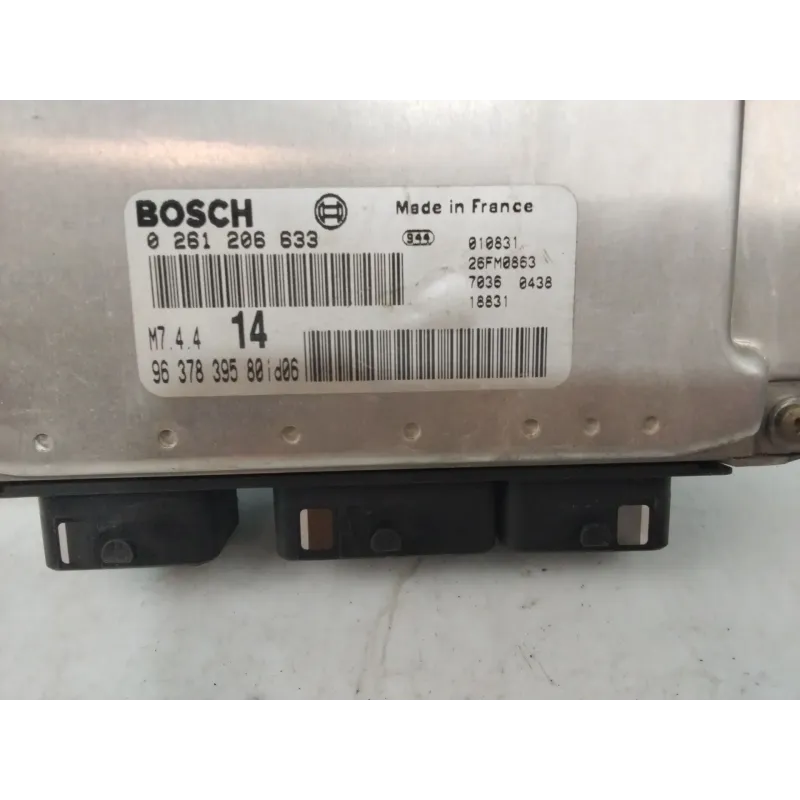 BOSCH Made in France
0 261 206 633 944 010831
26FM0863
7036 0438
18831
M7.4.4 14
96 378 395 80id06